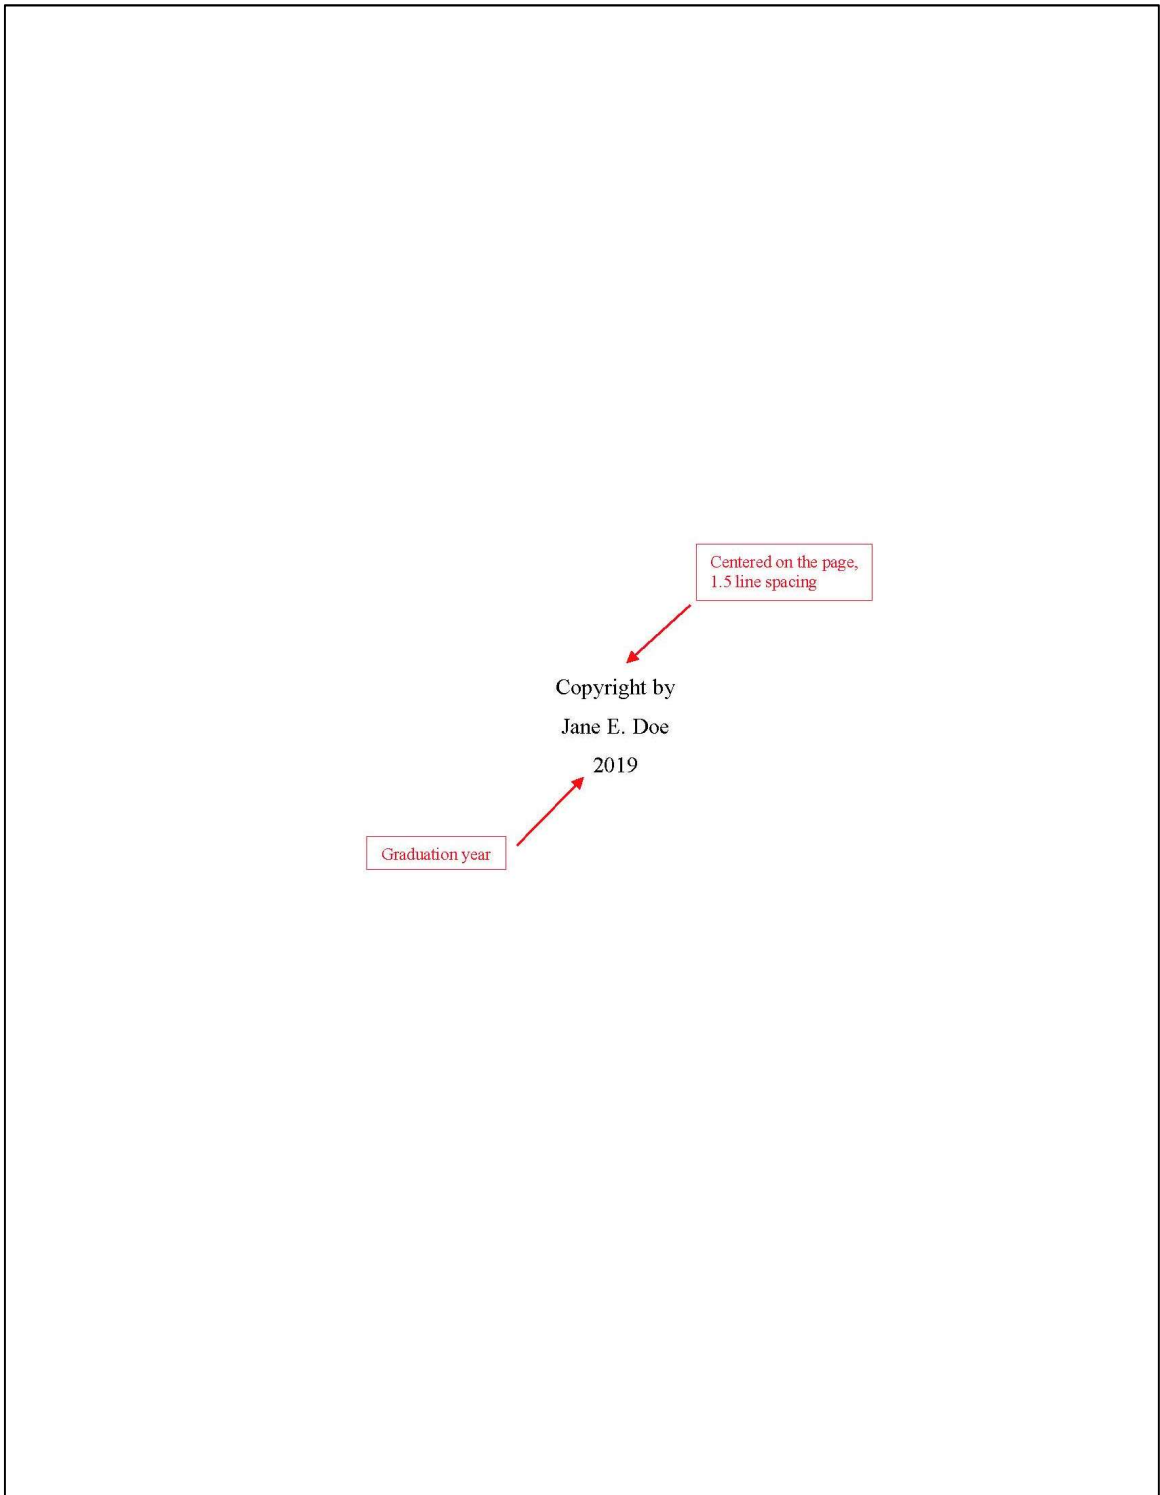 Centered on the page,
1.5 line spacing
Copyright by
Jane E. Doe
2019
Graduation year